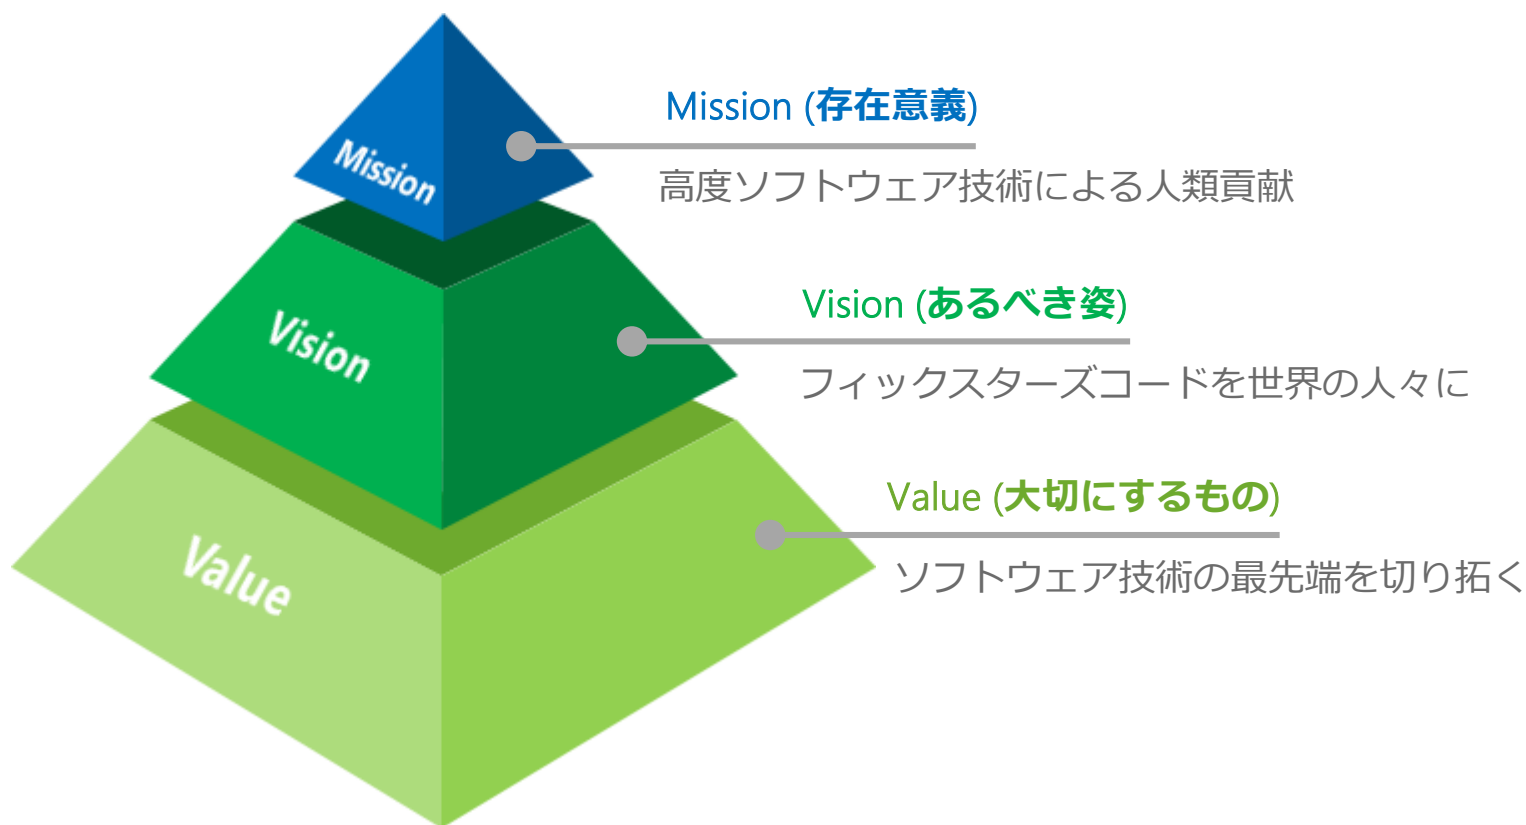 Mission
Mission (存在意義)
高度ソフトウェア技術による人類貢献
Vision
Vision (あるべき姿)
フィックスターズコードを世界の人々に
Value
Value (大切にするもの)
ソフトウェア技術の最先端を切り拓く